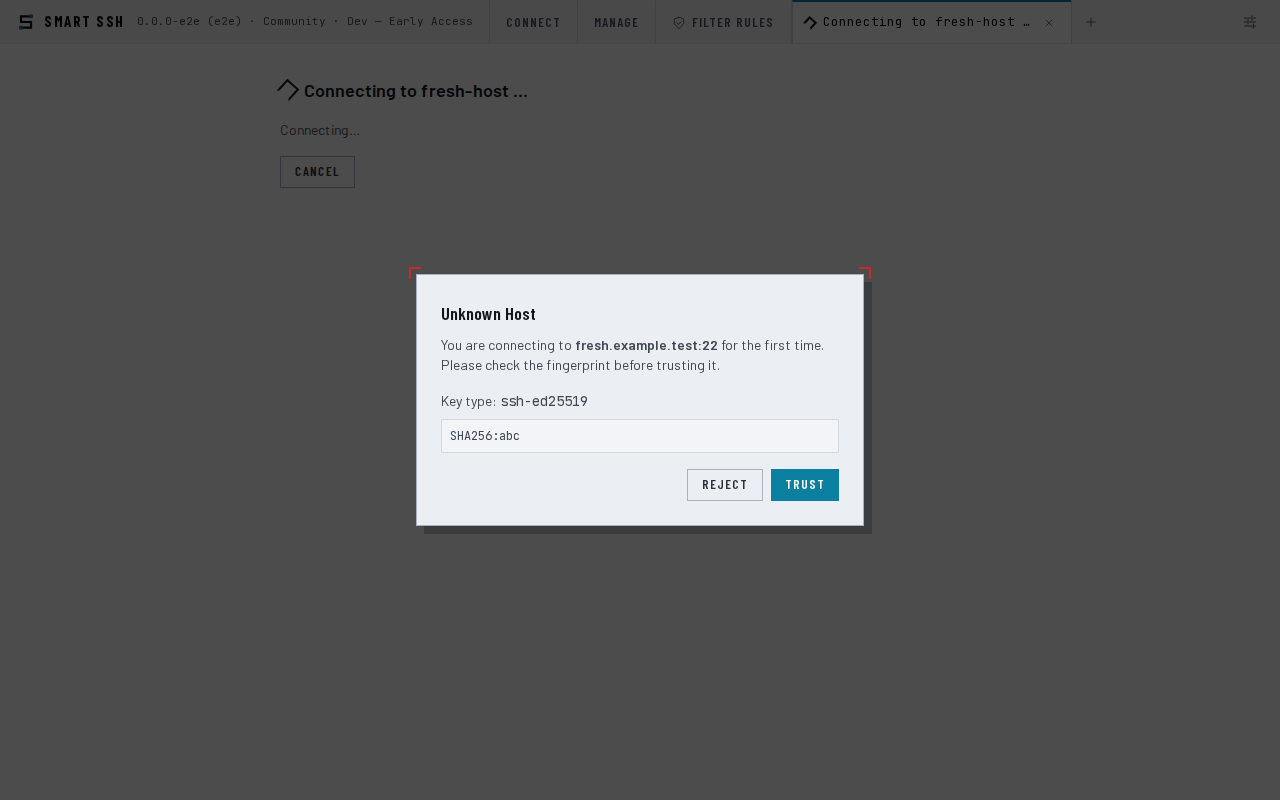 SMART SSH 0.0.0-e2e (e2e) · Community · Dev — Early Access CONNECT MANAGE FILTER RULES Connecting to fresh-host …
Connecting to fresh-host …
Connecting…
CANCEL
Unknown Host
You are connecting to fresh.example.test:22 for the first time.
Please check the fingerprint before trusting it.
Key type: ssh-ed25519
SHA256:abc
REJECT TRUST